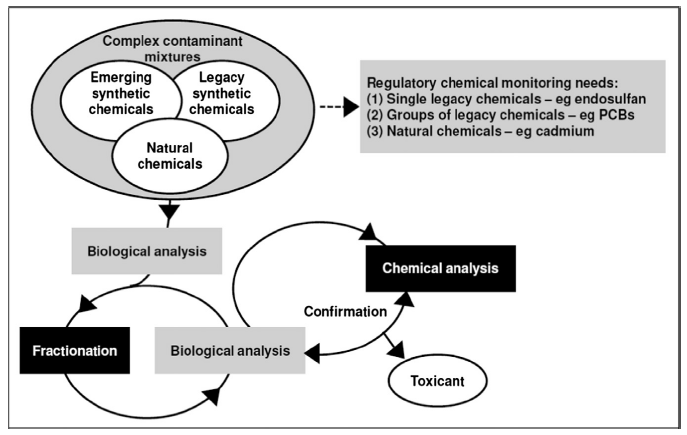 Complex contaminant
mixtures
Emerging
synthetic
chemicals
Legacy
synthetic
chemicals
Natural
chemicals
Regulatory chemical monitoring needs:
(1) Single legacy chemicals – eg endosulfan
(2) Groups of legacy chemicals – eg PCBs
(3) Natural chemicals – eg cadmium
Biological analysis
Chemical analysis
Confirmation
Fractionation
Biological analysis
Toxicant